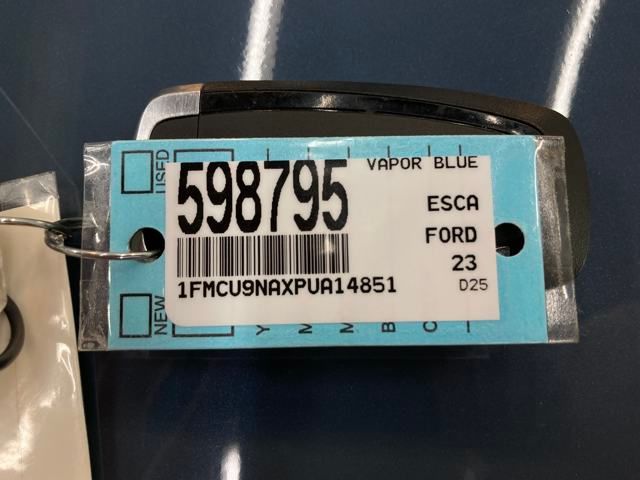 USED
598795
VAPOR BLUE
ESCA
FORD
23
1FMCU9NAXPUA14851
D25
NEW
Y
M
M
B
C